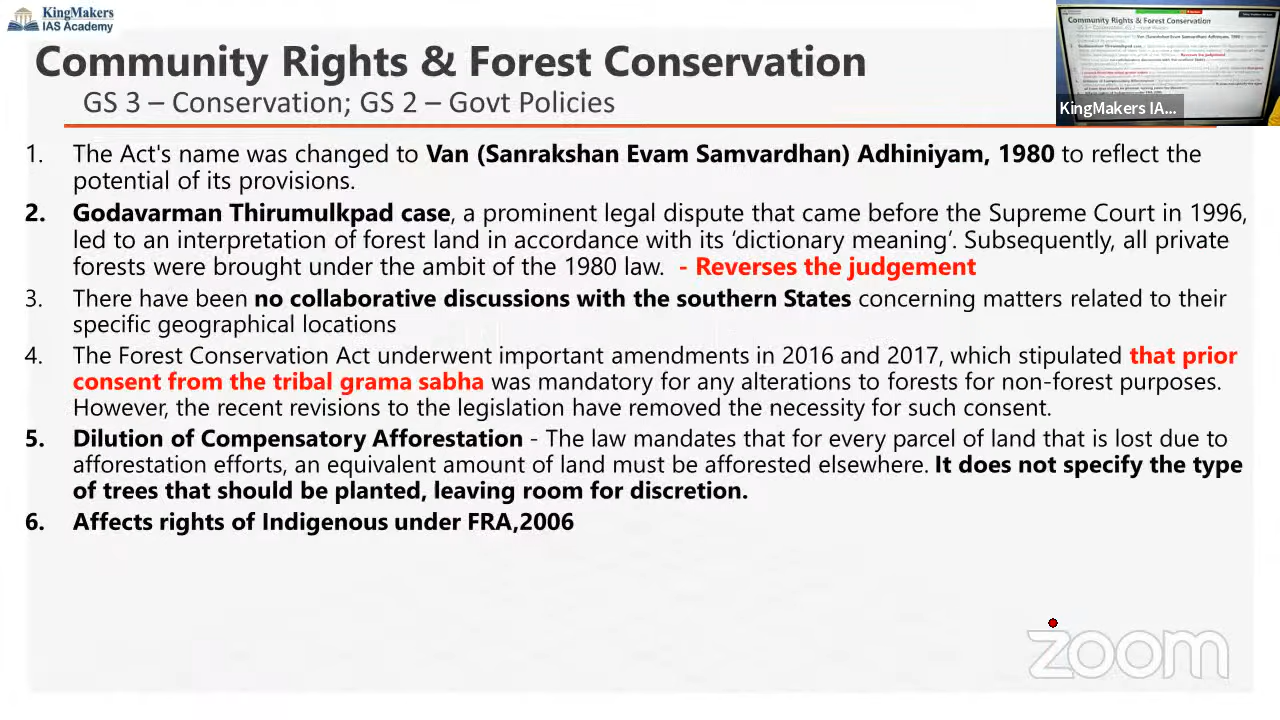 KingMakers
IAS Academy
Community Rights & Forest Conservation
GS 3 – Conservation; GS 2 – Govt Policies
KingMakers IA...
1. The Act's name was changed to Van (Sanrakshan Evam Samvardhan) Adhiniyam, 1980 to reflect the
potential of its provisions.
2. Godavarman Thirumulkpad case, a prominent legal dispute that came before the Supreme Court in 1996,
led to an interpretation of forest land in accordance with its ‘dictionary meaning’. Subsequently, all private
forests were brought under the ambit of the 1980 law. - Reverses the judgement
3. There have been no collaborative discussions with the southern States concerning matters related to their
specific geographical locations
4. The Forest Conservation Act underwent important amendments in 2016 and 2017, which stipulated that prior
consent from the tribal grama sabha was mandatory for any alterations to forests for non-forest purposes.
However, the recent revisions to the legislation have removed the necessity for such consent.
5. Dilution of Compensatory Afforestation - The law mandates that for every parcel of land that is lost due to
afforestation efforts, an equivalent amount of land must be afforested elsewhere. It does not specify the type
of trees that should be planted, leaving room for discretion.
6. Affects rights of Indigenous under FRA,2006
zoom